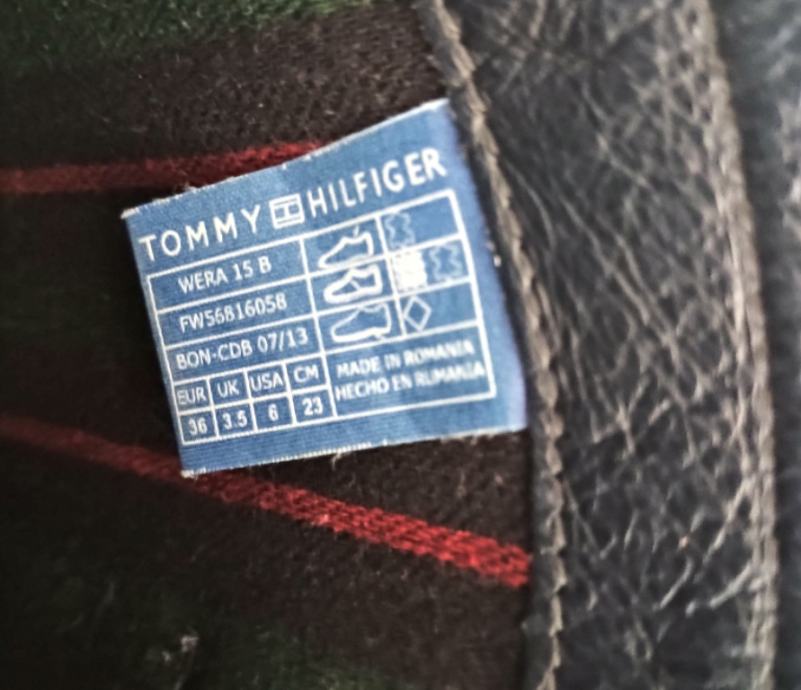 TOMMY HILFIGER
WERA 15 B
FW56816058
BON-CDB 07/13
EUR UK USA CM
36 3.5 6 23
MADE IN ROMANIA
HECHO EN RUMANIA